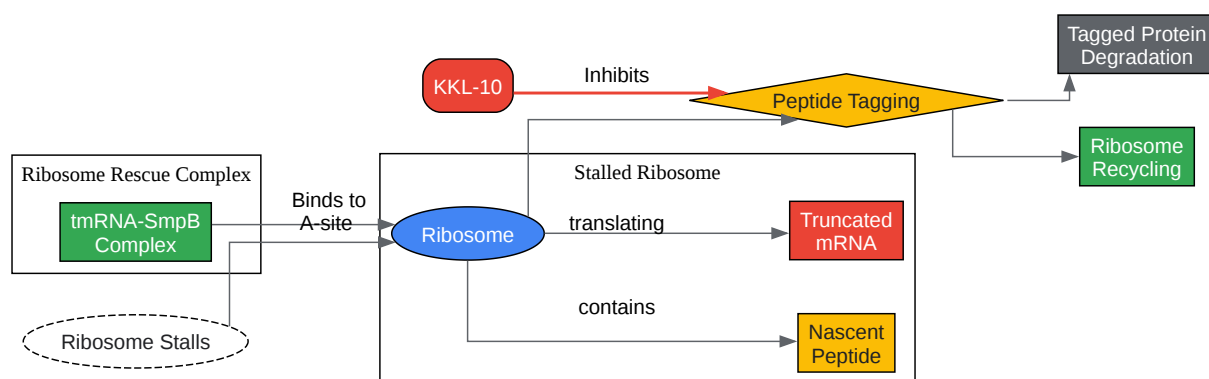 Tagged Protein
Degradation
Inhibits
KKL-10
Peptide Tagging
Ribosome
Recycling
Ribosome Rescue Complex
Stalled Ribosome
tmRNA-SmpB
Complex
Binds to
A-site
Ribosome
translating
Truncated
mRNA
contains
Ribosome Stalls
Nascent
Peptide